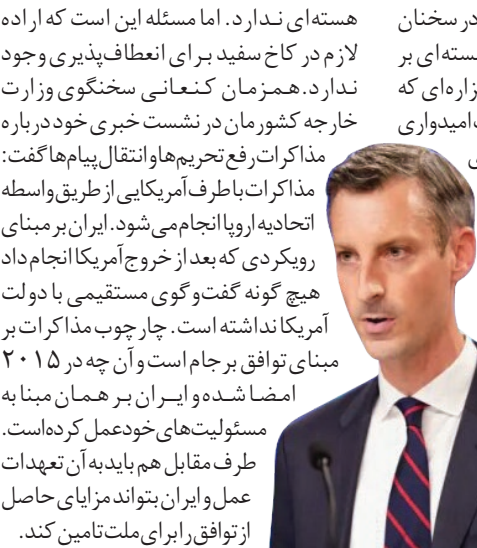 در سخنان
سته‌ای بر
زاره‌ای که
امیدواری
ی
هسته‌ای ندارد. اما مسئله این است که اراده
لازم در کاخ سفید برای انعطاف‌پذیری وجود
ندارد.همزمان کنعانی سخنگوی وزارت
خارجه کشورمان در نشست خبری خود درباره
مذاکرات رفع تحریم‌ها و انتقال پیام‌ها گفت:
مذاکرات با طرف آمریکایی از طریق واسطه
اتحادیه اروپا انجام می‌شود. ایران بر مبنای
رویکردی که بعد از خروج آمریکا انجام داد
هیچ گونه گفت‌وگوی مستقیمی با دولت
آمریکا نداشته است. چارچوب مذاکرات بر
مبنای توافق برجام است و آن چه در ۲۰۱۵
امضا شده و ایران بر همان مبنا به
مسئولیت‌های خود عمل کرده است.
طرف مقابل هم باید به آن تعهدات
عمل و ایران بتواند مزایای حاصل
از توافق را برای ملت تامین کند.